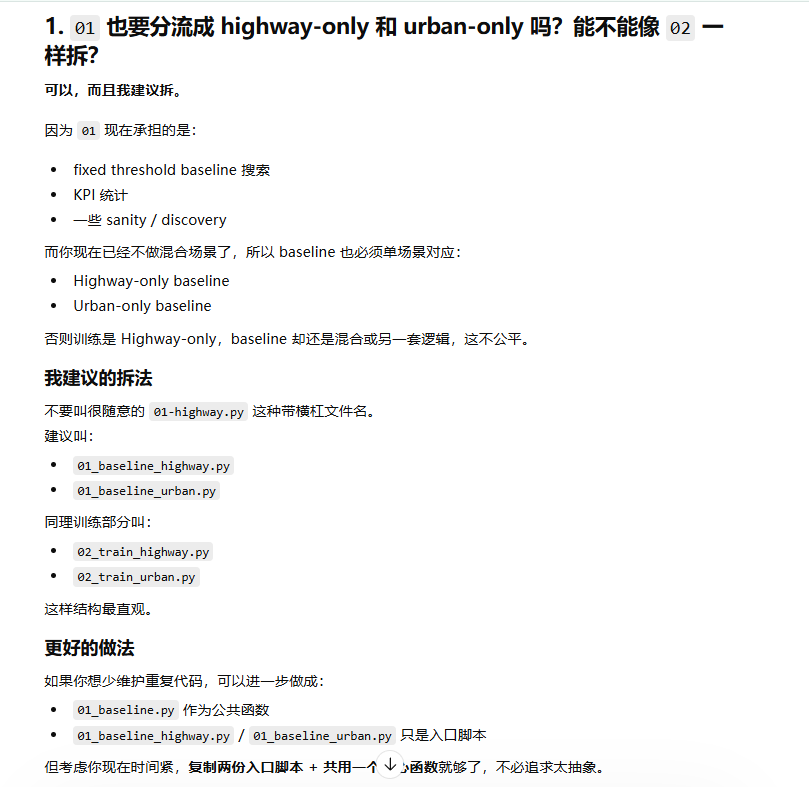 1. 01 也要分流成 highway-only 和 urban-only 吗？能不能像 02 一
样拆？
可以，而且我建议拆。
因为 01 现在承担的是：
• fixed threshold baseline 搜索
• KPI 统计
• 一些 sanity / discovery
而你现在已经不做混合场景了，所以 baseline 也必须单场景对应：
• Highway-only baseline
• Urban-only baseline
否则训练是 Highway-only，baseline 却还是混合或另一套逻辑，这不公平。
我建议的拆法
不要叫很随意的 01-highway.py 这种带横杠文件名。
建议叫：
• 01_baseline_highway.py
• 01_baseline_urban.py
同理训练部分叫：
• 02_train_highway.py
• 02_train_urban.py
这样结构最直观。
更好的做法
如果你想少维护重复代码，可以进一步做成：
• 01_baseline.py 作为公共函数
• 01_baseline_highway.py / 01_baseline_urban.py 只是入口脚本
但考虑你现在时间紧，复制两份入口脚本 + 共用一个心函数就够了，不必追求太抽象。